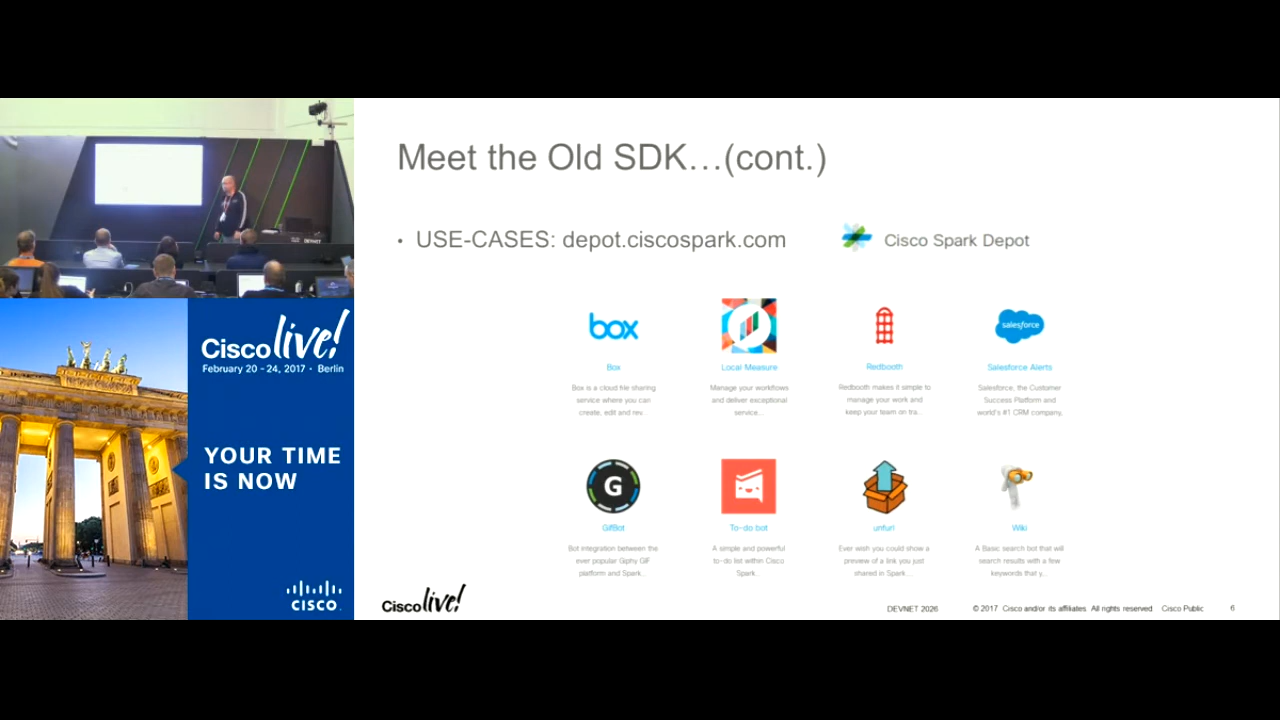 Meet the Old SDK…(cont.)
• USE-CASES: depot.ciscospark.com
Cisco Spark Depot
box
Box
Box is a cloud file-sharing
service where you can
create, edit and rev...
Local Measure
Manage your workflows
and deliver exceptional
service...
Redbooth
Redbooth makes it simple to
manage your work and
keep your team on tra...
salesforce
Salesforce Alerts
Salesforce, the Customer
Success Platform and
world's #1 CRM company,
G
GifBot
Bot integration between the
ever popular Giphy GIF
platform and Spark..
To-do bot
A simple and powerful
to-do list within Cisco
Spark.
unfurl
Ever wish you could show a
preview of a link you just
shared in Spark...
Wiki
A Basic search bot that will
search results with a few
keywords that y...
Cisco live!
February 20 - 24, 2017 • Berlin
YOUR TIME
IS NOW
CISCO
Cisco live!
DEVNET 2026
© 2017 Cisco and/or its affiliates. All rights reserved. Cisco Public
6